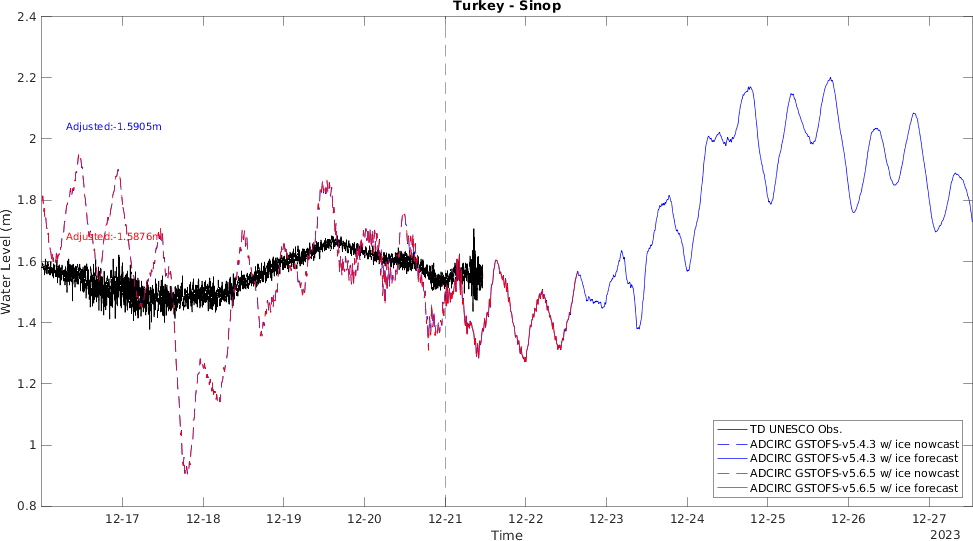 Turkey - Sinop
2.4
2.2
2
1.8
1.6
1.4
1.2
1
0.8
Water Level (m)
Adjusted:-1.5905m
Adjusted:-1.5876m
TD UNESCO Obs.
ADCIRC GSTOFS-v5.4.3 w/ ice nowcast
ADCIRC GSTOFS-v5.4.3 w/ ice forecast
ADCIRC GSTOFS-v5.6.5 w/ ice nowcast
ADCIRC GSTOFS-v5.6.5 w/ ice forecast
12-17 12-18 12-19 12-20 12-21 12-22 12-23 12-24 12-25 12-26 12-27
Time
2023